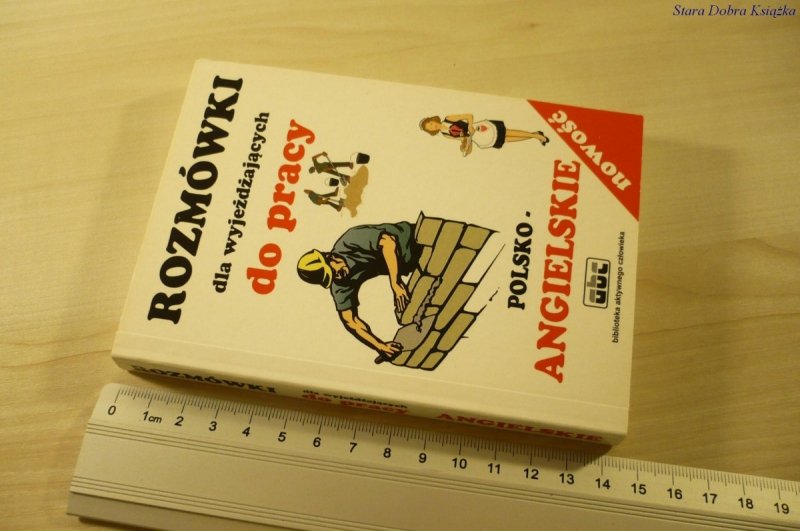 Stara Dobra Książka
ROZMÓWKI
dla wyjeżdżających
do pracy
nowość
POLSKO -
ANGIELSKIE
abc
biblioteka aktywnego człowieka
ROZMÓWKI
dla wyjeżdżających
do pracy
ANGIELSKIE
0 1cm 2 3 4 5 6 7 8 9 10 11 12 13 14 15 16 17 18 19